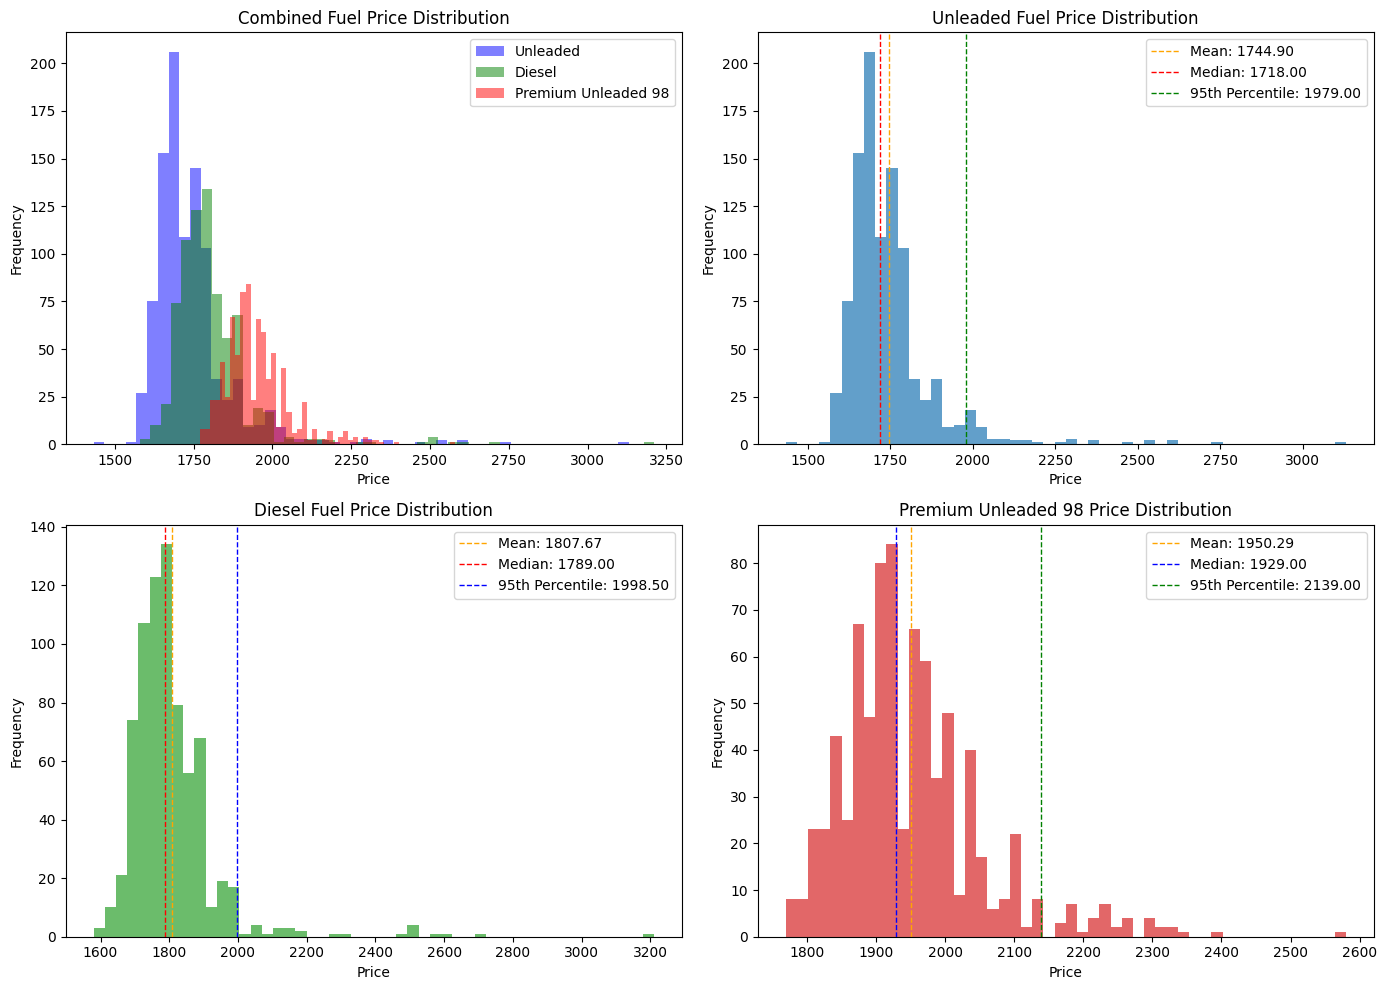 Combined Fuel Price Distribution
Frequency
200
175
150
125
100
75
50
25
0
1500 1750 2000 2250 2500 2750 3000 3250
Price
Unleaded
Diesel
Premium Unleaded 98
Unleaded Fuel Price Distribution
Frequency
200
175
150
125
100
75
50
25
0
1500 1750 2000 2250 2500 2750 3000
Price
Mean: 1744.90
Median: 1718.00
95th Percentile: 1979.00
Diesel Fuel Price Distribution
Frequency
140
120
100
80
60
40
20
0
1600 1800 2000 2200 2400 2600 2800 3000 3200
Price
Mean: 1807.67
Median: 1789.00
95th Percentile: 1998.50
Premium Unleaded 98 Price Distribution
Frequency
80
70
60
50
40
30
20
10
0
1800 1900 2000 2100 2200 2300 2400 2500 2600
Price
Mean: 1950.29
Median: 1929.00
95th Percentile: 2139.00